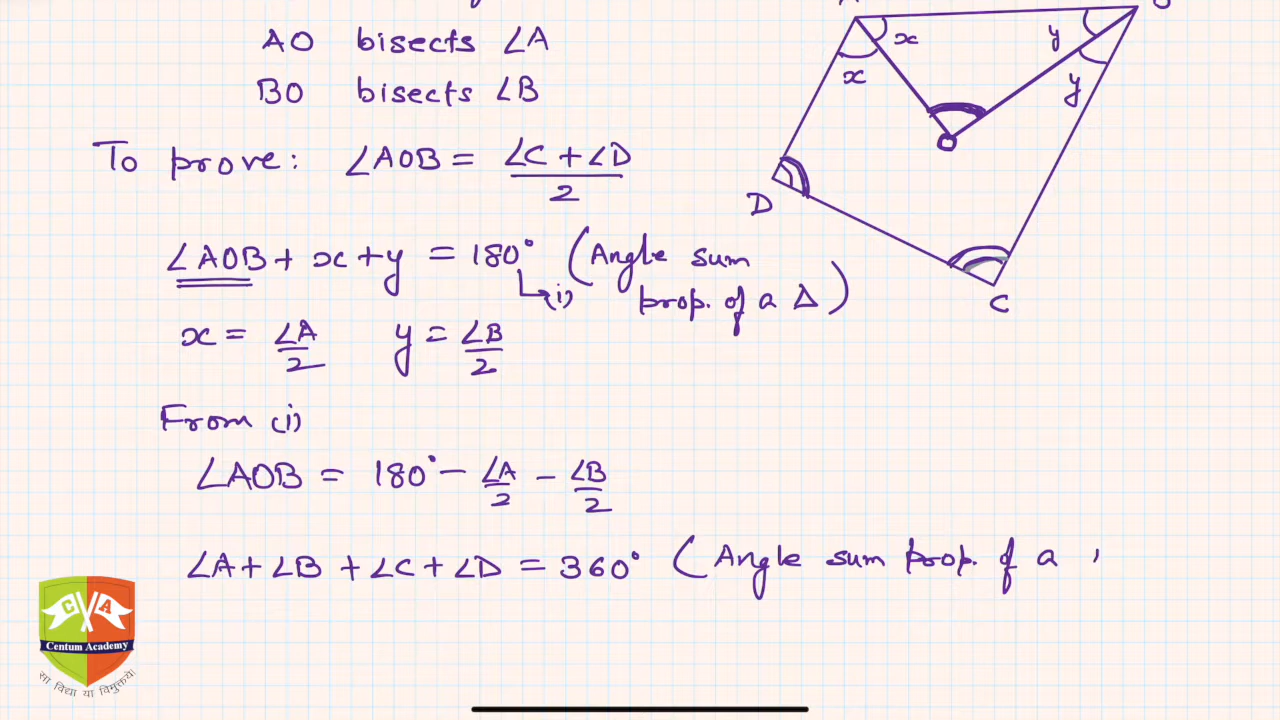 AO bisects ∠A
BO bisects ∠B
To prove: ∠AOB = ∠C + ∠D / 2
∠AOB + x + y = 180° (Angle sum
prop. of a Δ)
(i)
x = ∠A/2 y = ∠B/2
From (i)
∠AOB = 180° - ∠A/2 - ∠B/2
∠A + ∠B + ∠C + ∠D = 360° (Angle sum prop. of a
x
x
y
y
O
D
C
C A
Centum Academy
सा विद्या या विमुक्तये।